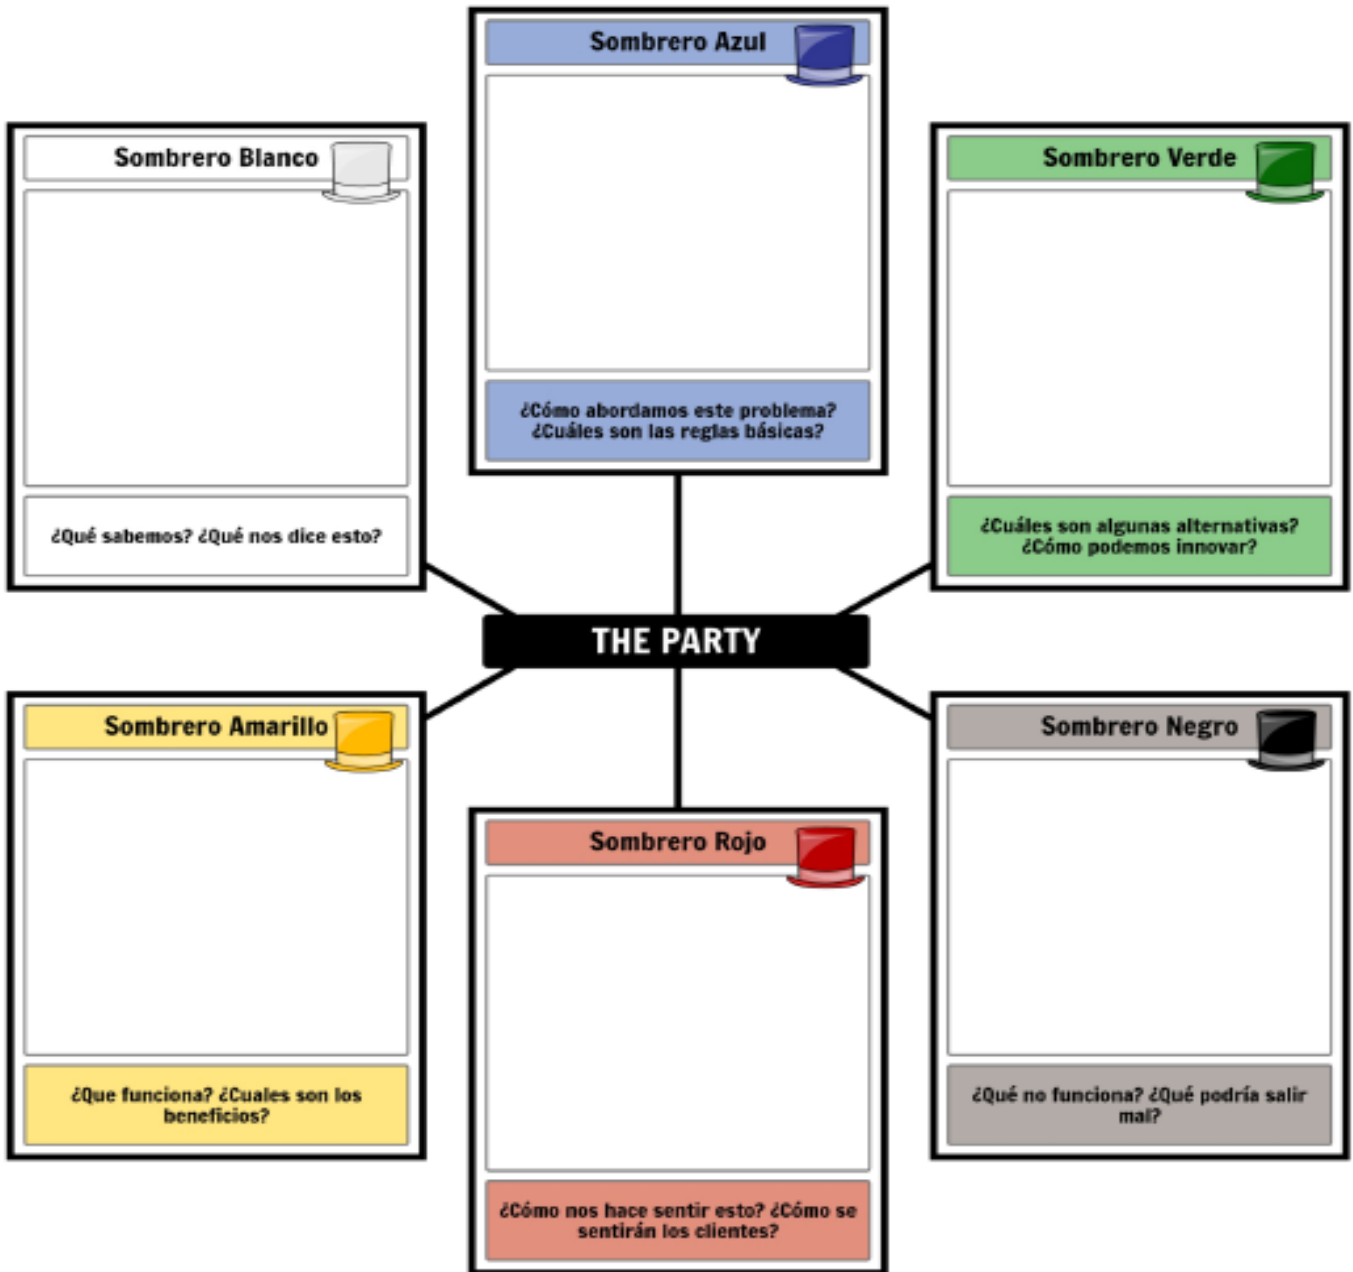 Sombrero Azul
¿Cómo abordamos este problema?
¿Cuáles son las reglas básicas?
Sombrero Blanco
¿Qué sabemos? ¿Qué nos dice esto?
Sombrero Verde
¿Cuáles son algunas alternativas?
¿Cómo podemos innovar?
THE PARTY
Sombrero Amarillo
¿Que funciona? ¿Cuales son los
beneficios?
Sombrero Rojo
¿Cómo nos hace sentir esto? ¿Cómo se
sentirán los clientes?
Sombrero Negro
¿Qué no funciona? ¿Qué podría salir
mal?